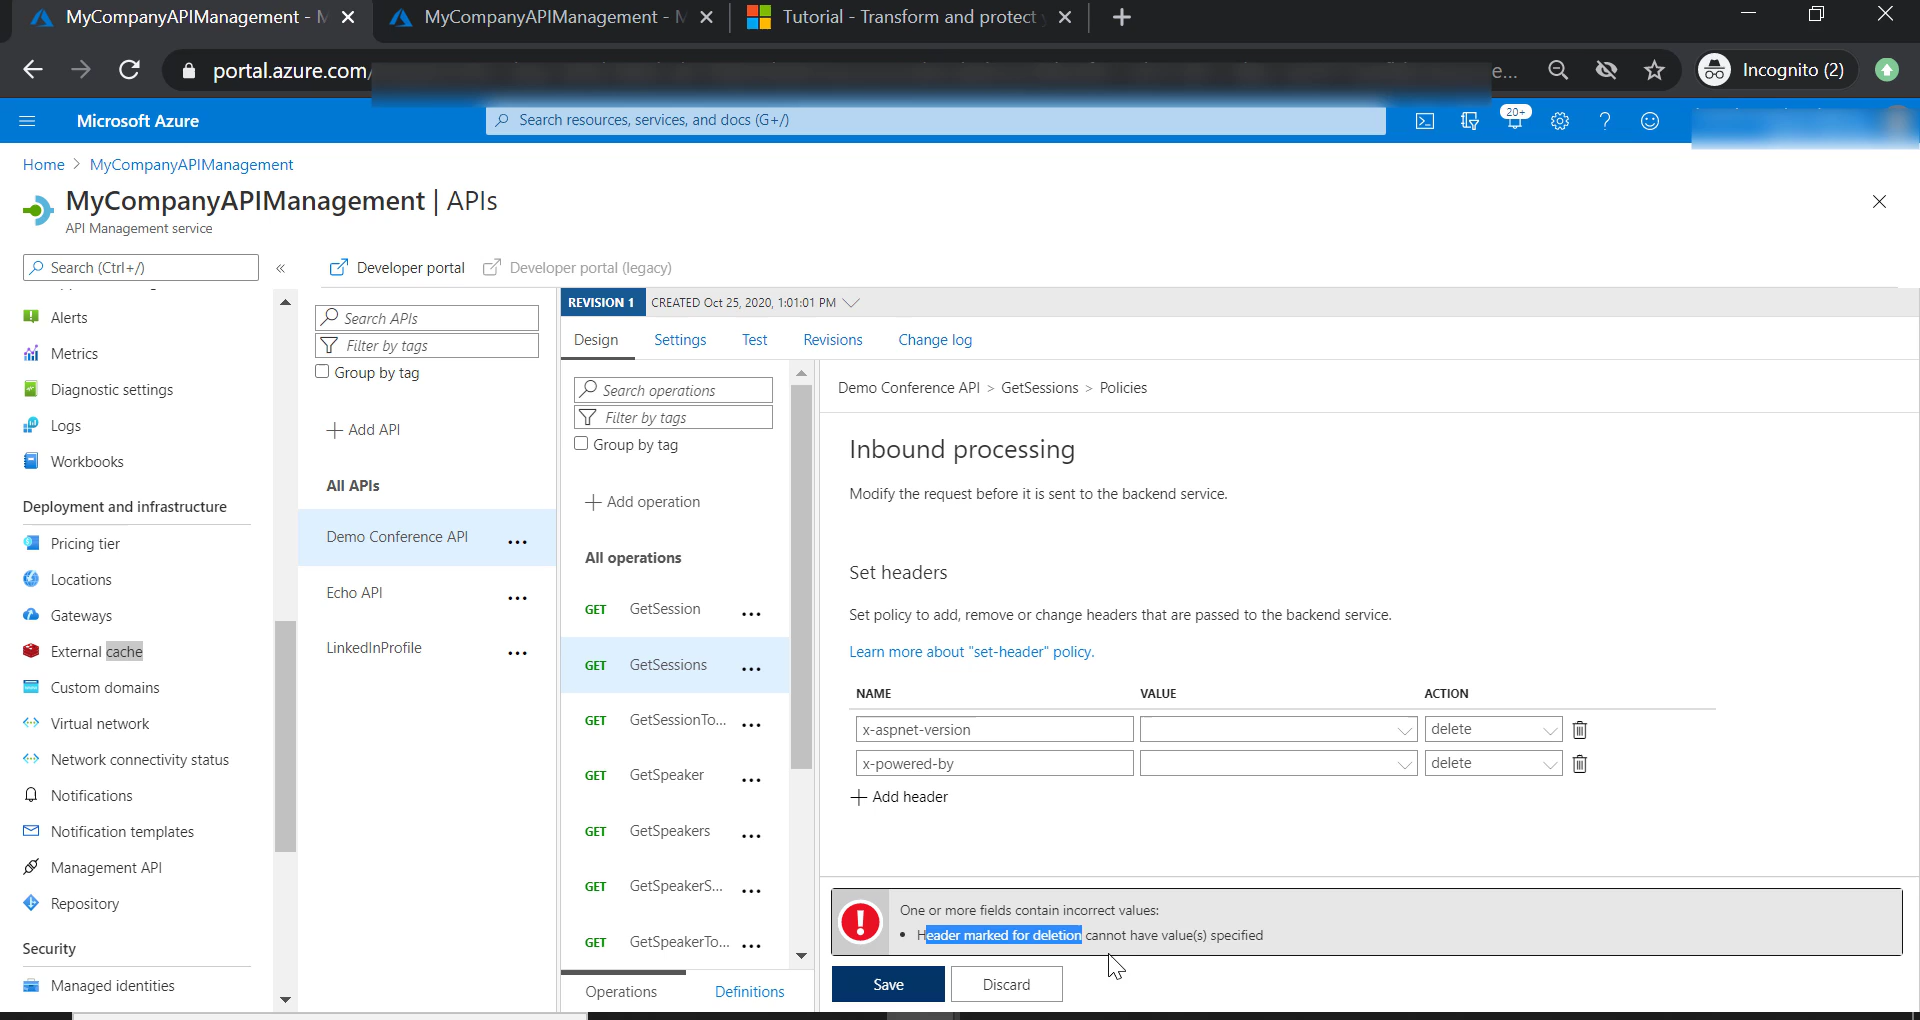 MyCompanyAPIManagement - M
MyCompanyAPIManagement - M
Tutorial - Transform and protect y
portal.azure.com/
e...
Incognito (2)
Microsoft Azure
Search resources, services, and docs (G+/)
20+
Home > MyCompanyAPIManagement
MyCompanyAPIManagement | APIs
API Management service
Search (Ctrl+/)
«
Developer portal
Developer portal (legacy)
Alerts
Metrics
Diagnostic settings
Logs
Workbooks
Deployment and infrastructure
Pricing tier
Locations
Gateways
External cache
Custom domains
Virtual network
Network connectivity status
Notifications
Notification templates
Management API
Repository
Security
Managed identities
Search APIs
Filter by tags
Group by tag
+ Add API
All APIs
Demo Conference API ...
Echo API ...
LinkedInProfile ...
REVISION 1 CREATED Oct 25, 2020, 1:01:01 PM
Design Settings Test Revisions Change log
Search operations
Filter by tags
Group by tag
+ Add operation
All operations
GET GetSession ...
GET GetSessions ...
GET GetSessionTo... ...
GET GetSpeaker ...
GET GetSpeakers ...
GET GetSpeakerS... ...
GET GetSpeakerTo... ...
Operations Definitions
Demo Conference API > GetSessions > Policies
Inbound processing
Modify the request before it is sent to the backend service.
Set headers
Set policy to add, remove or change headers that are passed to the backend service.
Learn more about "set-header" policy.
NAME VALUE ACTION
x-aspnet-version delete
x-powered-by delete
+ Add header
One or more fields contain incorrect values:
• Header marked for deletion cannot have value(s) specified
Save Discard